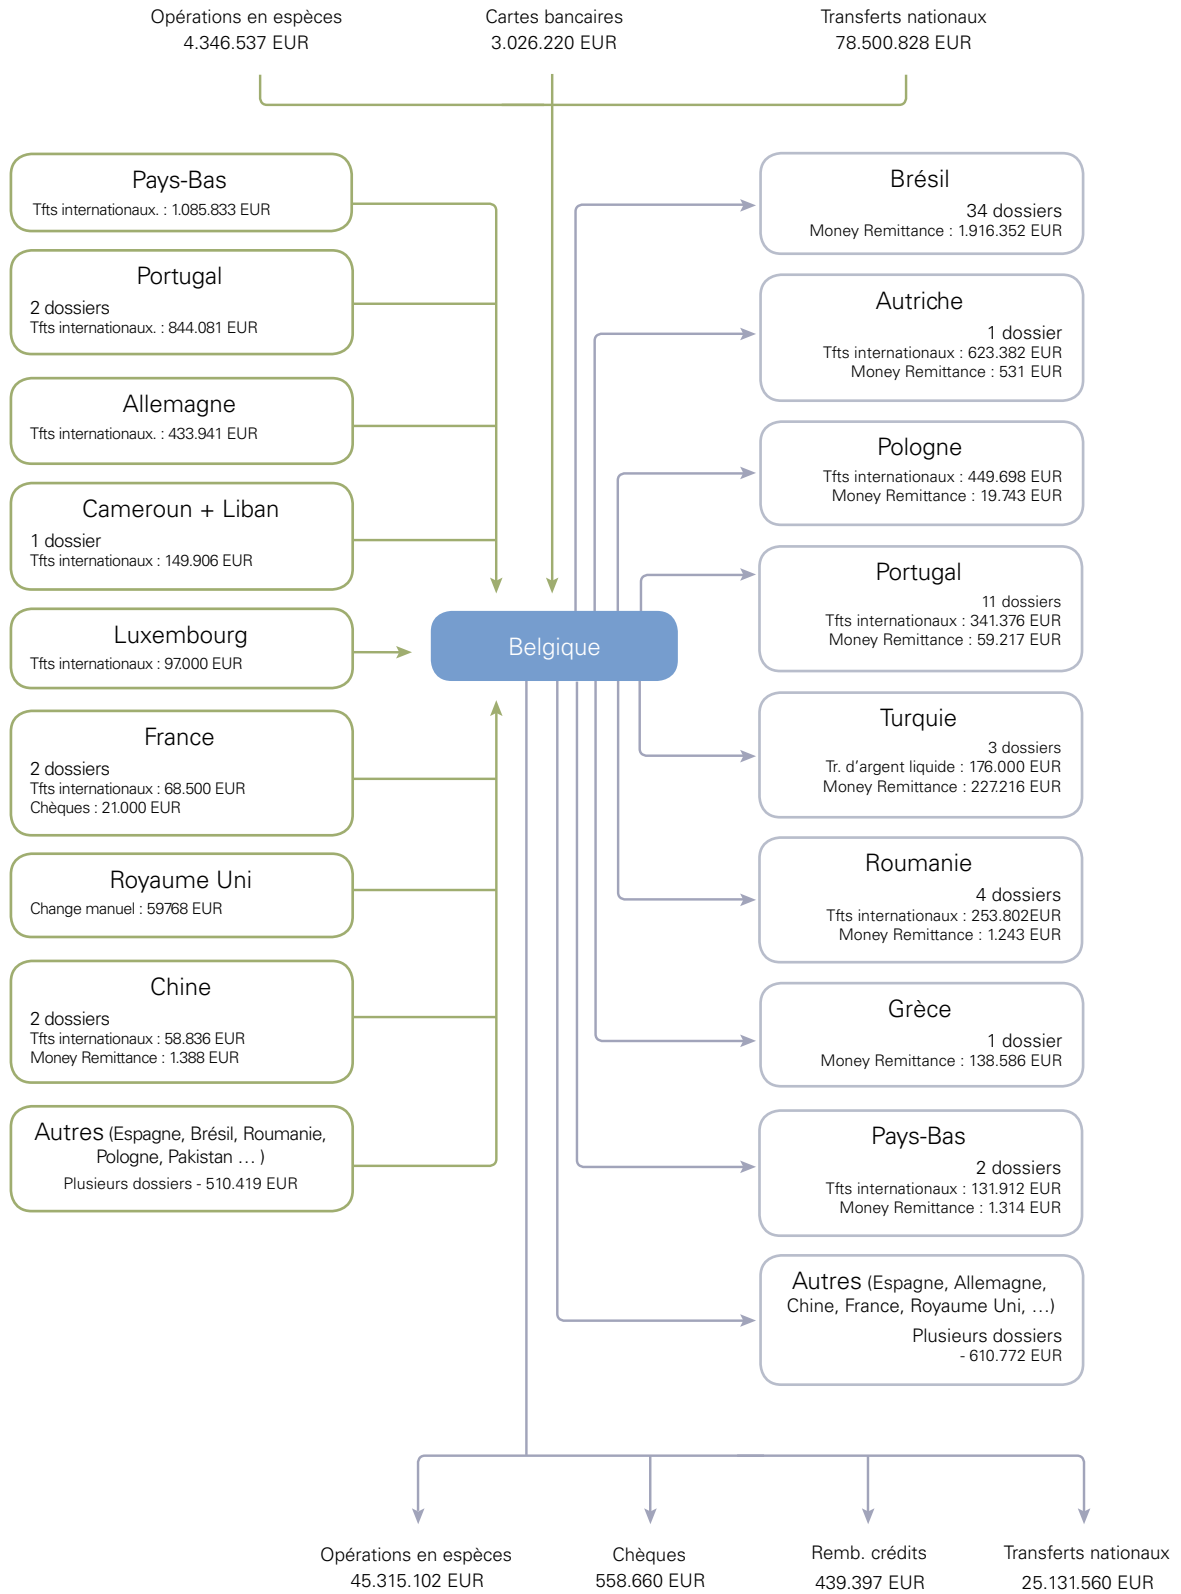 Opérations en espèces
4.346.537 EUR
Cartes bancaires
3.026.220 EUR
Transferts nationaux
78.500.828 EUR
Pays-Bas
Tfts internationaux. : 1.085.833 EUR
Portugal
2 dossiers
Tfts internationaux. : 844.081 EUR
Allemagne
Tfts internationaux. : 433.941 EUR
Cameroun + Liban
1 dossier
Tfts internationaux : 149.906 EUR
Luxembourg
Tfts internationaux : 97.000 EUR
France
2 dossiers
Tfts internationaux : 68.500 EUR
Chèques : 21.000 EUR
Royaume Uni
Change manuel : 59768 EUR
Chine
2 dossiers
Tfts internationaux : 58.836 EUR
Money Remittance : 1.388 EUR
Autres (Espagne, Brésil, Roumanie,
Pologne, Pakistan ... )
Plusieurs dossiers - 510.419 EUR
Belgique
Brésil
34 dossiers
Money Remittance : 1.916.352 EUR
Autriche
1 dossier
Tfts internationaux : 623.382 EUR
Money Remittance : 531 EUR
Pologne
Tfts internationaux : 449.698 EUR
Money Remittance : 19.743 EUR
Portugal
11 dossiers
Tfts internationaux : 341.376 EUR
Money Remittance : 59.217 EUR
Turquie
3 dossiers
Tr. d'argent liquide : 176.000 EUR
Money Remittance : 227.216 EUR
Roumanie
4 dossiers
Tfts internationaux : 253.802EUR
Money Remittance : 1.243 EUR
Grèce
1 dossier
Money Remittance : 138.586 EUR
Pays-Bas
2 dossiers
Tfts internationaux : 131.912 EUR
Money Remittance : 1.314 EUR
Autres (Espagne, Allemagne,
Chine, France, Royaume Uni, ...)
Plusieurs dossiers
- 610.772 EUR
Opérations en espèces
45.315.102 EUR
Chèques
558.660 EUR
Remb. crédits
439.397 EUR
Transferts nationaux
25.131.560 EUR